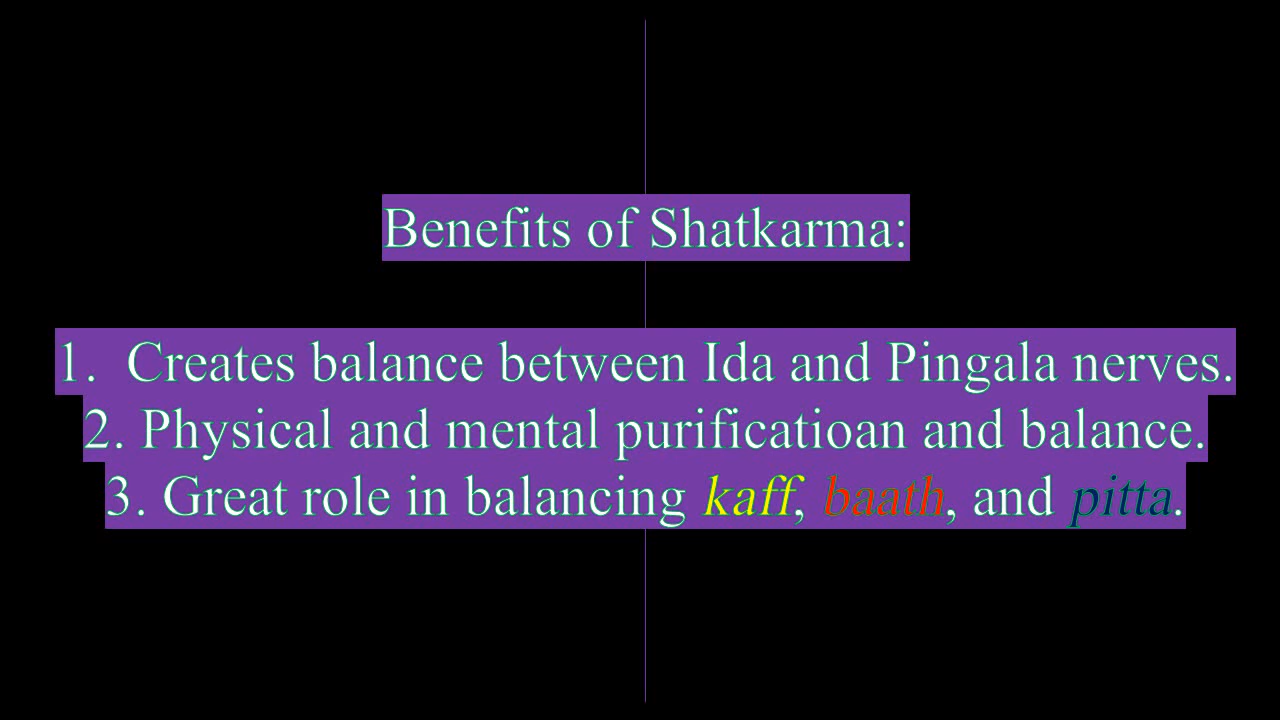 Benefits of Shatkarma:
1. Creates balance between Ida and Pingala nerves.
2. Physical and mental purificatioan and balance.
3. Great role in balancing kaff, baath, and pitta.